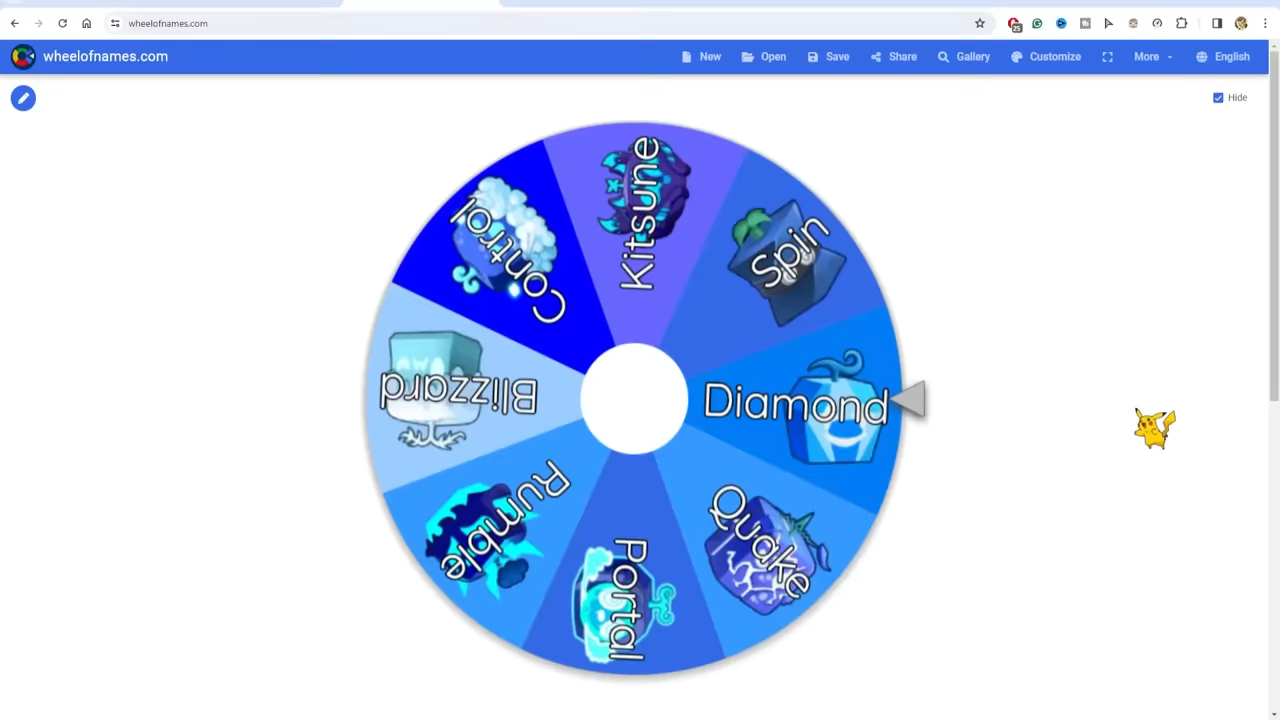 wheelofnames.com
25
wheelofnames.com
New
Open
Save
Share
Gallery
Customize
More
English
Hide
Kitsune
Spin
Diamond
Quake
Portal
Rumble
Blizzard
Control